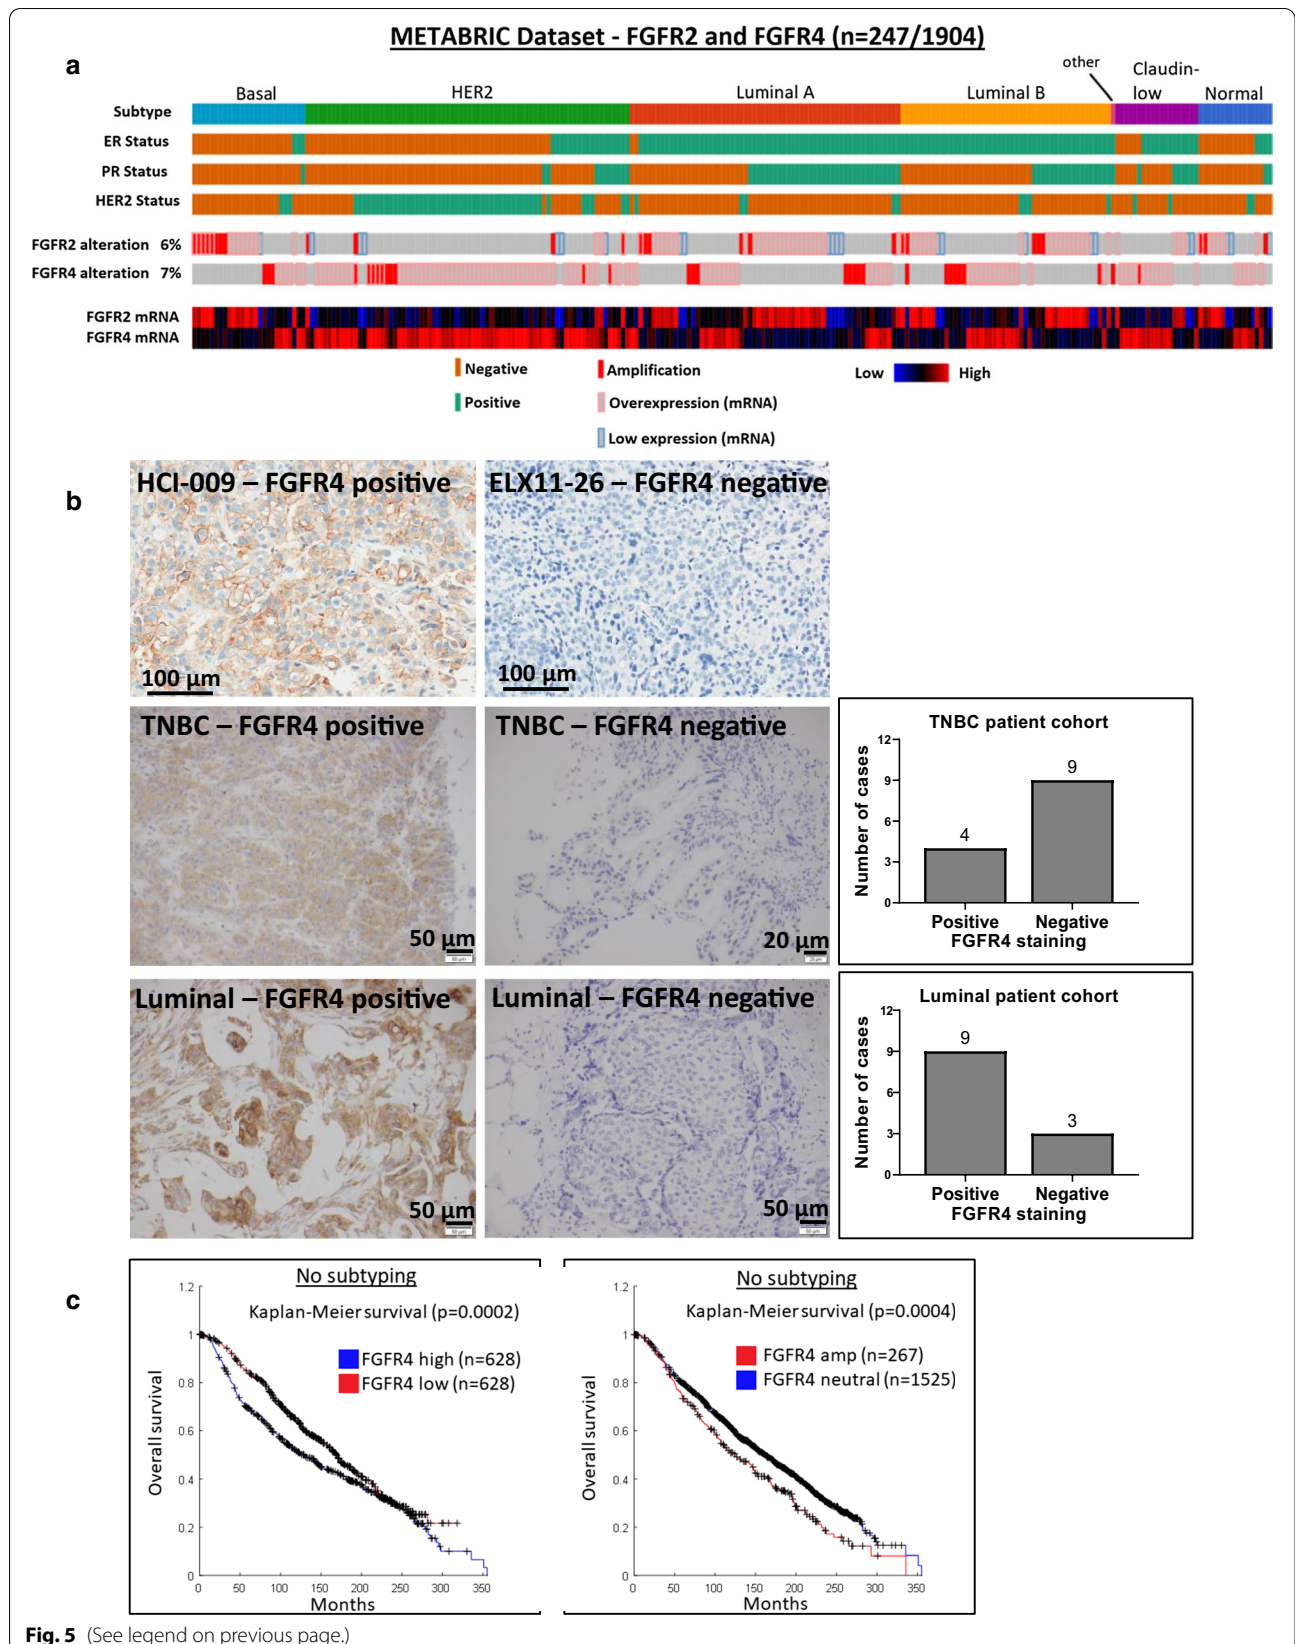 METABRIC Dataset - FGFR2 and FGFR4 (n=247/1904)
a
Basal HER2 Luminal A Luminal B other Claudin-low Normal
Subtype
ER Status
PR Status
HER2 Status
FGFR2 alteration 6%
FGFR4 alteration 7%
FGFR2 mRNA
FGFR4 mRNA
Negative
Positive
Amplification
Overexpression (mRNA)
Low expression (mRNA)
Low High
b
HCI-009 – FGFR4 positive
100 µm
ELX11-26 – FGFR4 negative
100 µm
TNBC – FGFR4 positive
50 µm
TNBC – FGFR4 negative
20 µm
TNBC patient cohort
Number of cases
12
9
6
3
0
4
9
Positive Negative
FGFR4 staining
Luminal – FGFR4 positive
50 µm
Luminal – FGFR4 negative
50 µm
Luminal patient cohort
Number of cases
12
9
6
3
0
9
3
Positive Negative
FGFR4 staining
c
No subtyping
Kaplan-Meier survival (p=0.0002)
FGFR4 high (n=628)
FGFR4 low (n=628)
Overall survival
1.2
1
0.8
0.6
0.4
0.2
0
0 50 100 150 200 250 300 350
Months
No subtyping
Kaplan-Meier survival (p=0.0004)
FGFR4 amp (n=267)
FGFR4 neutral (n=1525)
Overall survival
1.2
1
0.8
0.6
0.4
0.2
0
0 50 100 150 200 250 300 350
Months
Fig. 5 (See legend on previous page.)